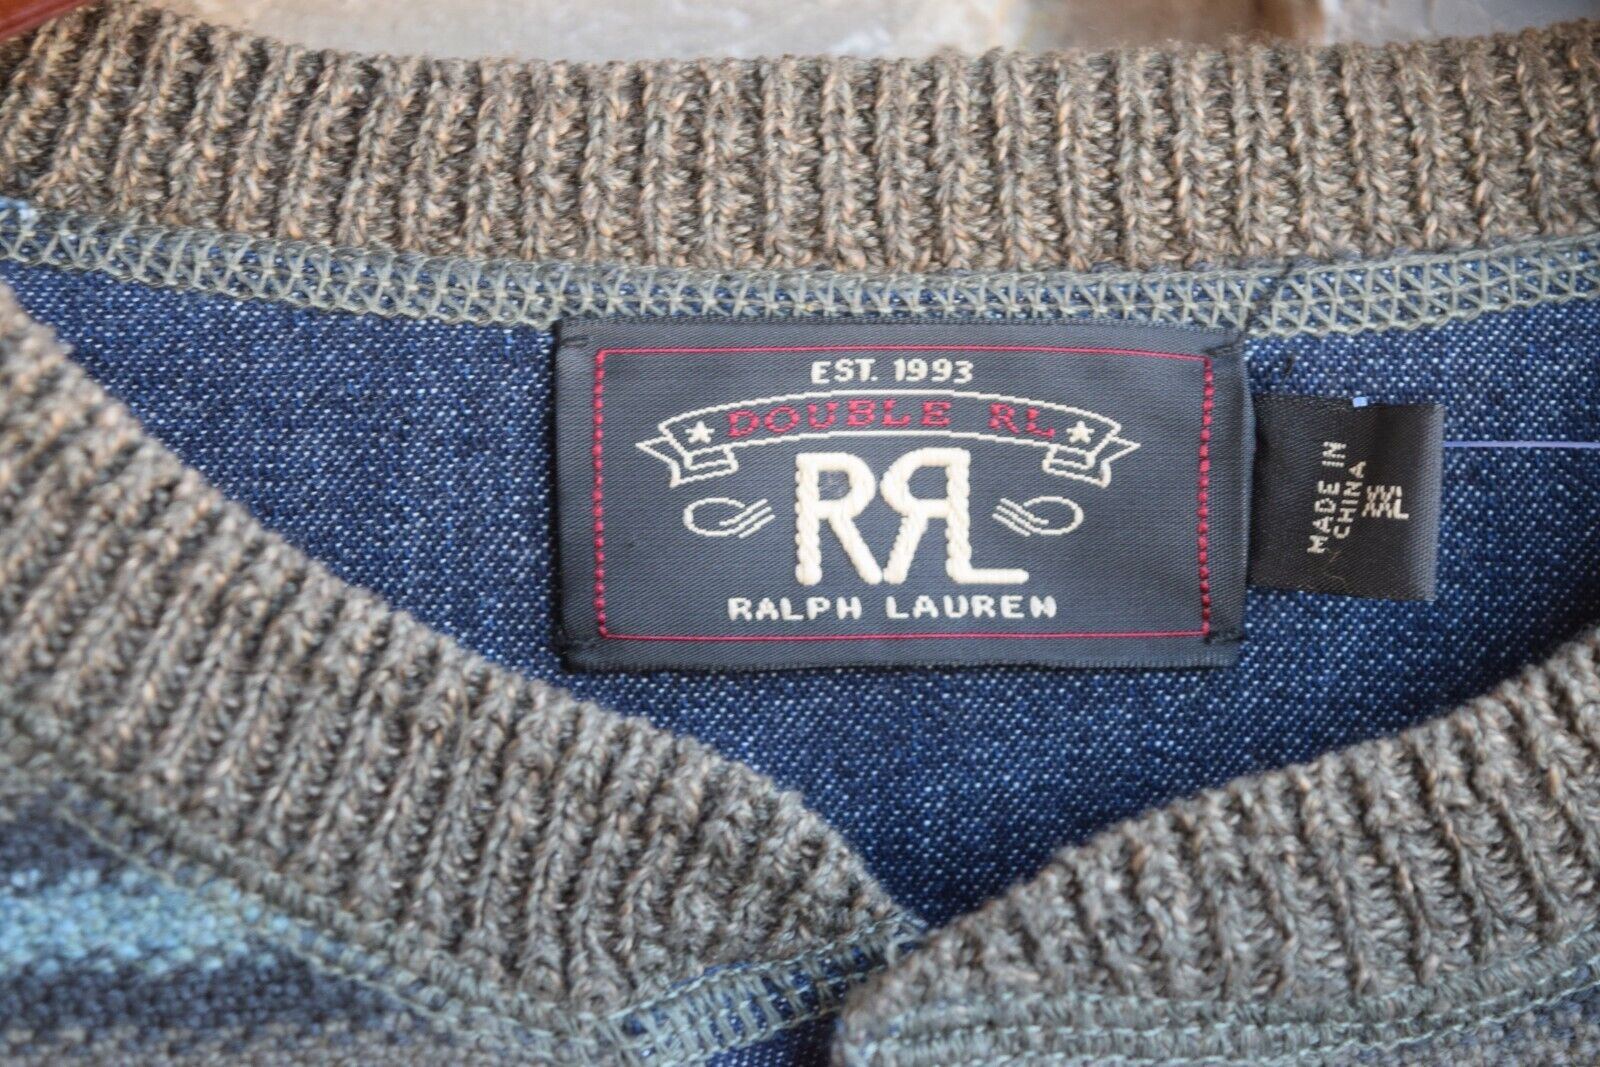 EST. 1993
DOUBLE RL
RRL
RALPH LAUREN
MADE IN
CHINA
XXL